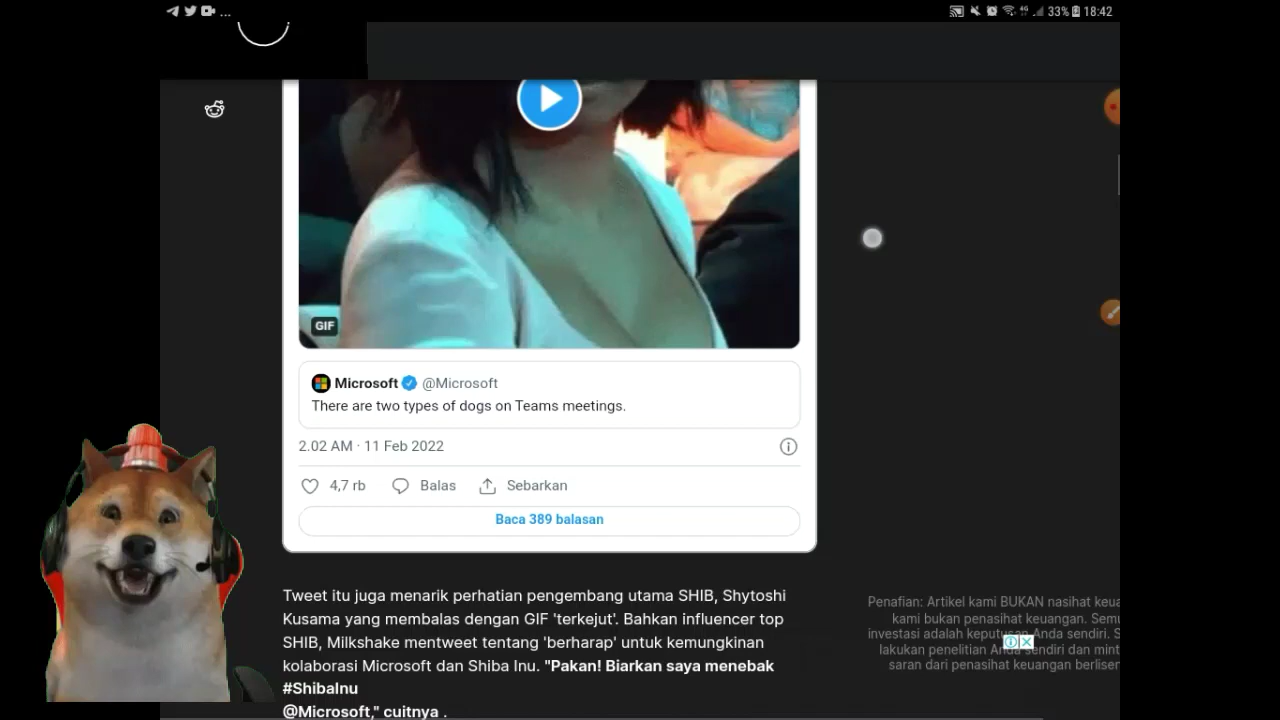 ... 4G 33% 18:42
GIF
Microsoft @Microsoft
There are two types of dogs on Teams meetings.
2.02 AM · 11 Feb 2022
4,7 rb Balas Sebarkan
Baca 389 balasan
Tweet itu juga menarik perhatian pengembang utama SHIB, Shytoshi
Kusama yang membalas dengan GIF 'terkejut'. Bahkan influencer top
SHIB, Milkshake mentweet tentang 'berharap' untuk kemungkinan
kolaborasi Microsoft dan Shiba Inu. "Pakan! Biarkan saya menebak
#ShibaInu
@Microsoft," cuitnya .
Penafian: Artikel kami BUKAN nasihat keua
kami bukan penasihat keuangan. Semu
investasi adalah keputusan Anda sendiri. S
lakukan penelitian Anda sendiri dan mint
saran dari penasihat keuangan berlisen